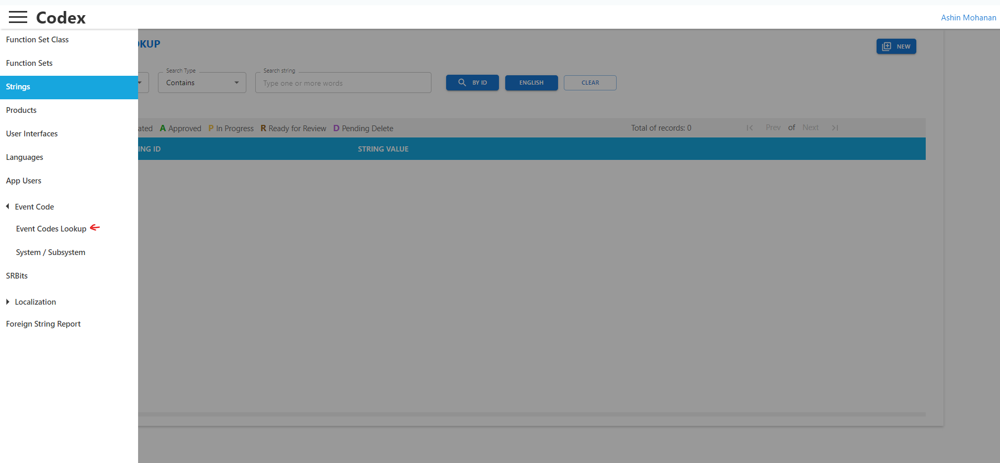 Codex
Ashin Mohanan
Function Set Class
Function Sets
Strings
Products
User Interfaces
Languages
App Users
Event Code
Event Codes Lookup
System / Subsystem
SRBits
Localization
Foreign String Report
OKUP
NEW
Search Type
Contains
Search string
Type one or more words
BY ID
ENGLISH
CLEAR
ated A Approved P In Progress R Ready for Review D Pending Delete
Total of records: 0
Prev of Next
ING ID
STRING VALUE